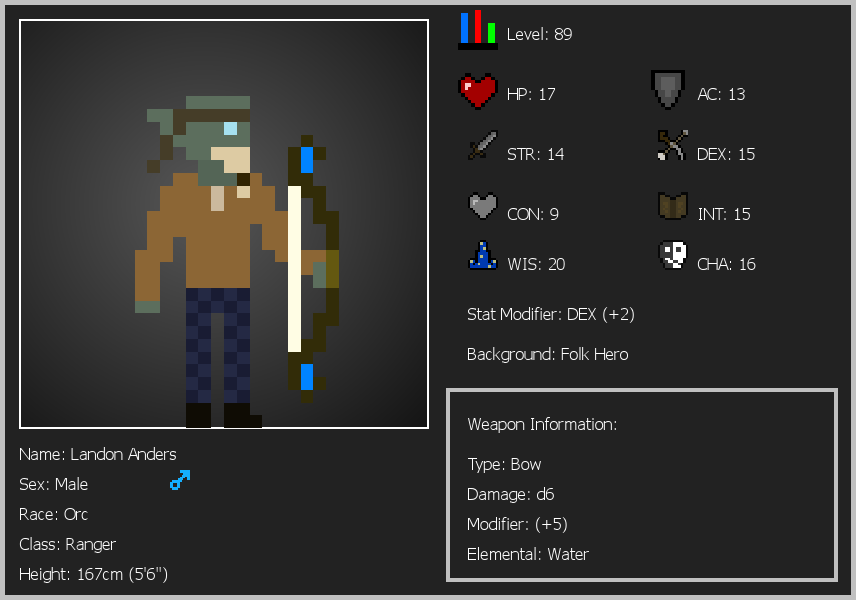 Level: 89
HP: 17
AC: 13
STR: 14
DEX: 15
CON: 9
INT: 15
WIS: 20
CHA: 16
Stat Modifier: DEX (+2)
Background: Folk Hero
Weapon Information:
Type: Bow
Damage: d6
Modifier: (+5)
Elemental: Water
Name: Landon Anders
Sex: Male
Race: Orc
Class: Ranger
Height: 167cm (5'6")